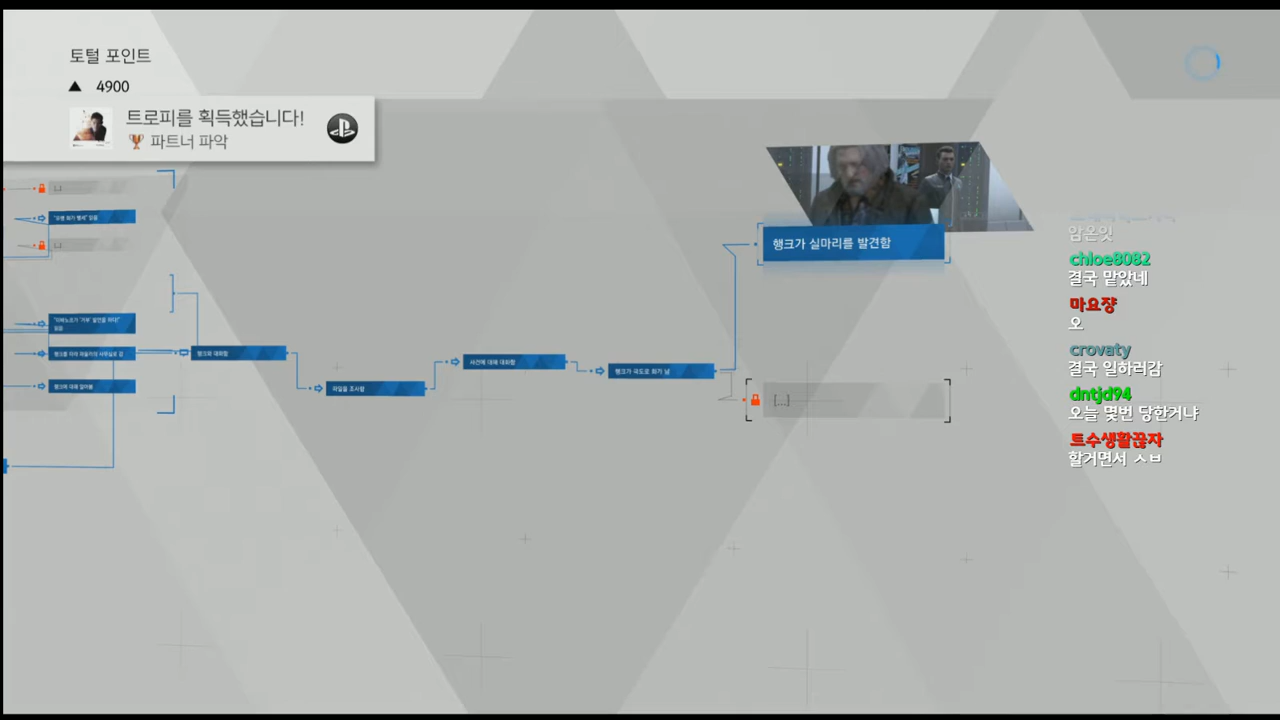 토털 포인트
▲ 4900
트로피를 획득했습니다!
파트너 파악
[...]
[...]
행크와 대화함
파일을 조사함
사건에 대해 대화함
행크가 극도로 화가 남
행크가 실마리를 발견함
[...]
암온잇
chloe8082
결국 맡았네
마요쟝
오
crovaty
결국 일하러감
dntjd94
오늘 몇번 당한거냐
트수생활끊자
할거면서 ㅅㅂ